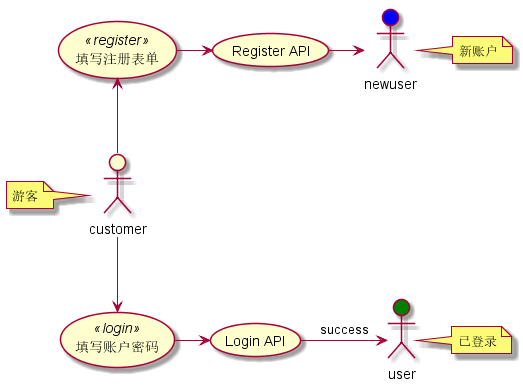 «register»
填写注册表单
Register API
newuser
新账户
游客
customer
«login»
填写账户密码
Login API
success
user
已登录